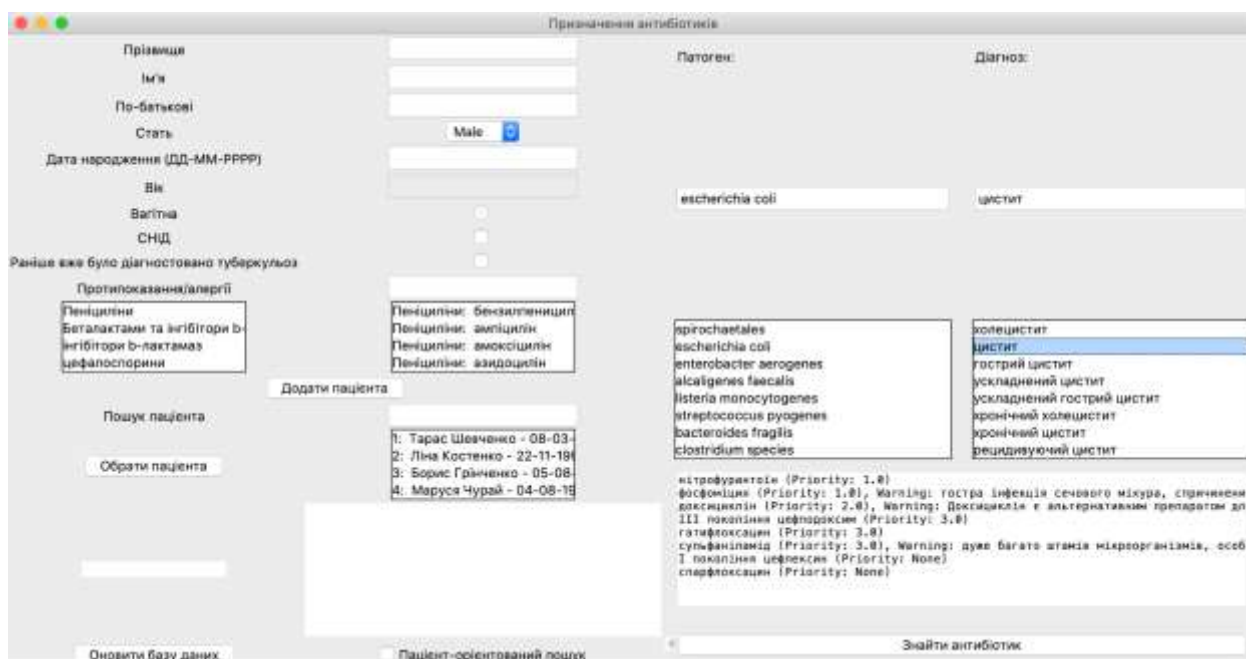 Призначення антибіотиків
Прізвище
Ім'я
По-батькові
Стать
Male
Дата народження (ДД-ММ-РРРР)
Вік
Вагітна
СНІД
Раніше вже було діагностовано туберкульоз
Протипоказання/алергії
Пеніциліни
Беталактами та інгібітори b-
інгібітори b-лактамаз
цефалоспорини
Пеніциліни: бензилпеніцил
Пеніциліни: ампіцилін
Пеніциліни: амоксіцилін
Пеніциліни: азидоцилін
Додати пацієнта
Пошук пацієнта
Обрати пацієнта
1: Тарас Шевченко - 08-03-
2: Ліна Костенко - 22-11-19
3: Борис Грінченко - 05-08-
4: Маруся Чурай - 04-08-19
Оновити базу даних
Пацієнт-орієнтований пошук
Патоген:
Діагноз:
escherichia coli
цистит
spirochaetales
escherichia coli
enterobacter aerogenes
alcaligenes faecalis
listeria monocytogenes
streptococcus pyogenes
bacteroides fragilis
clostridium species
холецистит
цистит
гострий цистит
ускладнений цистит
ускладнений гострий цистит
хронічний холецистит
хронічний цистит
рецидивуючий цистит
нітрофурантоїн (Priority: 1.0)
фосфоміцин (Priority: 1.0), Warning: гостра інфекція сечового міхура, спричинени
доксициклін (Priority: 2.0), Warning: Доксициклін є альтернативним препаратом дл
III покоління цефподоксим (Priority: 3.0)
гатифлоксацин (Priority: 3.0)
сульфаніламід (Priority: 3.0), Warning: дуже багато штамів мікроорганізмів, особ
I покоління цефлексин (Priority: None)
спарфлоксацин (Priority: None)
Знайти антибіотик